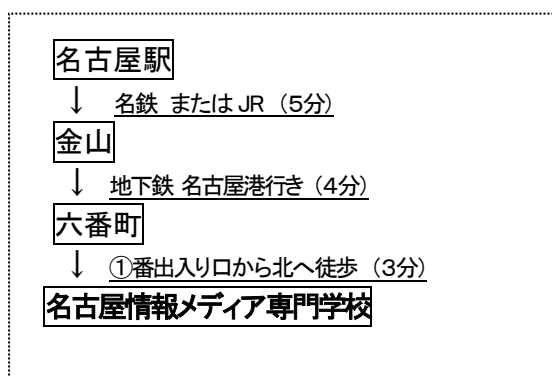 名古屋駅
↓ 名鉄 または JR （5分）
金山
↓ 地下鉄 名古屋港行き （4分）
六番町
↓ ①番出入り口から北へ徒歩 （3分）
名古屋情報メディア専門学校